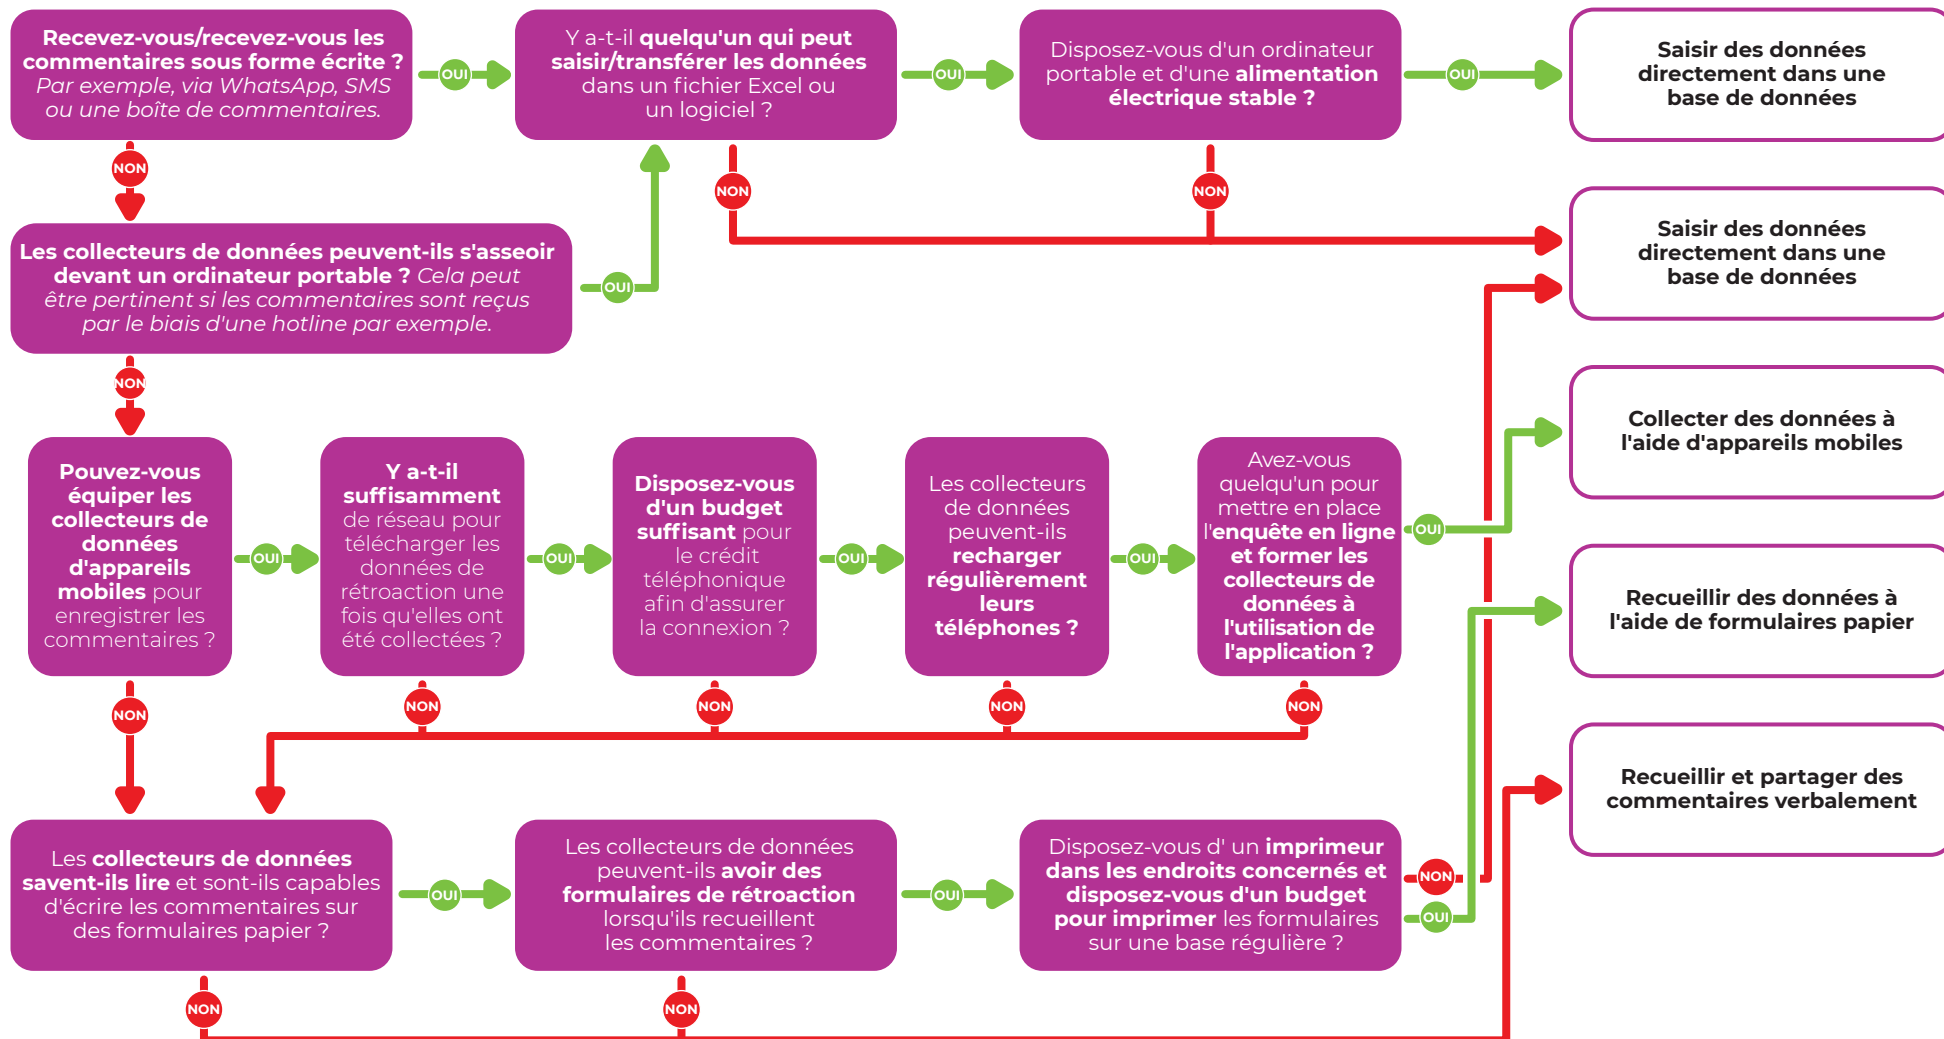 Recevez-vous/recevez-vous les
commentaires sous forme écrite ?
Par exemple, via WhatsApp, SMS
ou une boîte de commentaires.
OUI
Y a-t-il quelqu'un qui peut
saisir/transférer les données
dans un fichier Excel ou
un logiciel ?
OUI
Disposez-vous d'un ordinateur
portable et d'une alimentation
électrique stable ?
OUI
Saisir des données
directement dans une
base de données
NON
NON
NON
Saisir des données
directement dans une
base de données
Les collecteurs de données peuvent-ils s'asseoir
devant un ordinateur portable ? Cela peut
être pertinent si les commentaires sont reçus
par le biais d'une hotline par exemple.
OUI
NON
Collecter des données à
l'aide d'appareils mobiles
Pouvez-vous
équiper les
collecteurs de
données
d'appareils
mobiles pour
enregistrer les
commentaires ?
OUI
Y a-t-il
suffisamment
de réseau pour
télécharger les
données de
rétroaction une
fois qu'elles ont
été collectées ?
OUI
Disposez-vous
d'un budget
suffisant pour
le crédit
téléphonique
afin d'assurer
la connexion ?
OUI
Les collecteurs
de données
peuvent-ils
recharger
régulièrement
leurs
téléphones ?
OUI
Avez-vous
quelqu'un pour
mettre en place
l'enquête en ligne
et former les
collecteurs de
données à
l'utilisation de
l'application ?
OUI
Recueillir des données à
l'aide de formulaires papier
NON
NON
NON
NON
NON
Recueillir et partager des
commentaires verbalement
Les collecteurs de données
savent-ils lire et sont-ils capables
d'écrire les commentaires sur
des formulaires papier ?
OUI
Les collecteurs de données
peuvent-ils avoir des
formulaires de rétroaction
lorsqu'ils recueillent
les commentaires ?
OUI
Disposez-vous d' un imprimeur
dans les endroits concernés et
disposez-vous d'un budget
pour imprimer les formulaires
sur une base régulière ?
NON
OUI
NON
NON